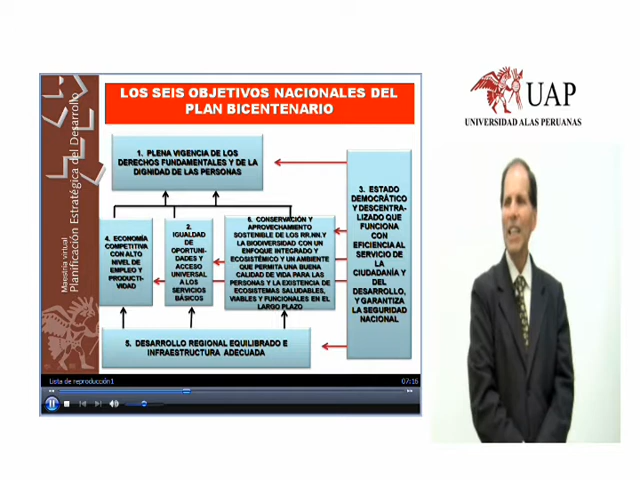 LOS SEIS OBJETIVOS NACIONALES DEL
PLAN BICENTENARIO
1. PLENA VIGENCIA DE LOS
DERECHOS FUNDAMENTALES Y DE LA
DIGNIDAD DE LAS PERSONAS
3. ESTADO
DEMOCRÁTICO
Y DESCENTRA-
LIZADO QUE
FUNCIONA
CON
EFICIENCIA AL
SERVICIO DE
LA
CIUDADANÍA Y
DEL
DESARROLLO,
Y GARANTIZA
LA SEGURIDAD
NACIONAL
4. ECONOMÍA
COMPETITIVA
CON ALTO
NIVEL DE
EMPLEO Y
PRODUCTI-
VIDAD
2.
IGUALDAD
DE
OPORTUNI-
DADES Y
ACCESO
UNIVERSAL
A LOS
SERVICIOS
BÁSICOS
6. CONSERVACIÓN Y
APROVECHAMIENTO
SOSTENIBLE DE LOS RR.NN.Y
LA BIODIVERSIDAD CON UN
ENFOQUE INTEGRADO Y
ECOSISTÉMICO Y UN AMBIENTE
QUE PERMITA UNA BUENA
CALIDAD DE VIDA PARA LAS
PERSONAS Y LA EXISTENCIA DE
ECOSISTEMAS SALUDABLES,
VIABLES Y FUNCIONALES EN EL
LARGO PLAZO
5. DESARROLLO REGIONAL EQUILIBRADO E
INFRAESTRUCTURA ADECUADA
Maestría virtual
Planificación Estratégica del Desarrollo
Lista de reproducción1
07:16
UAP
UNIVERSIDAD ALAS PERUANAS